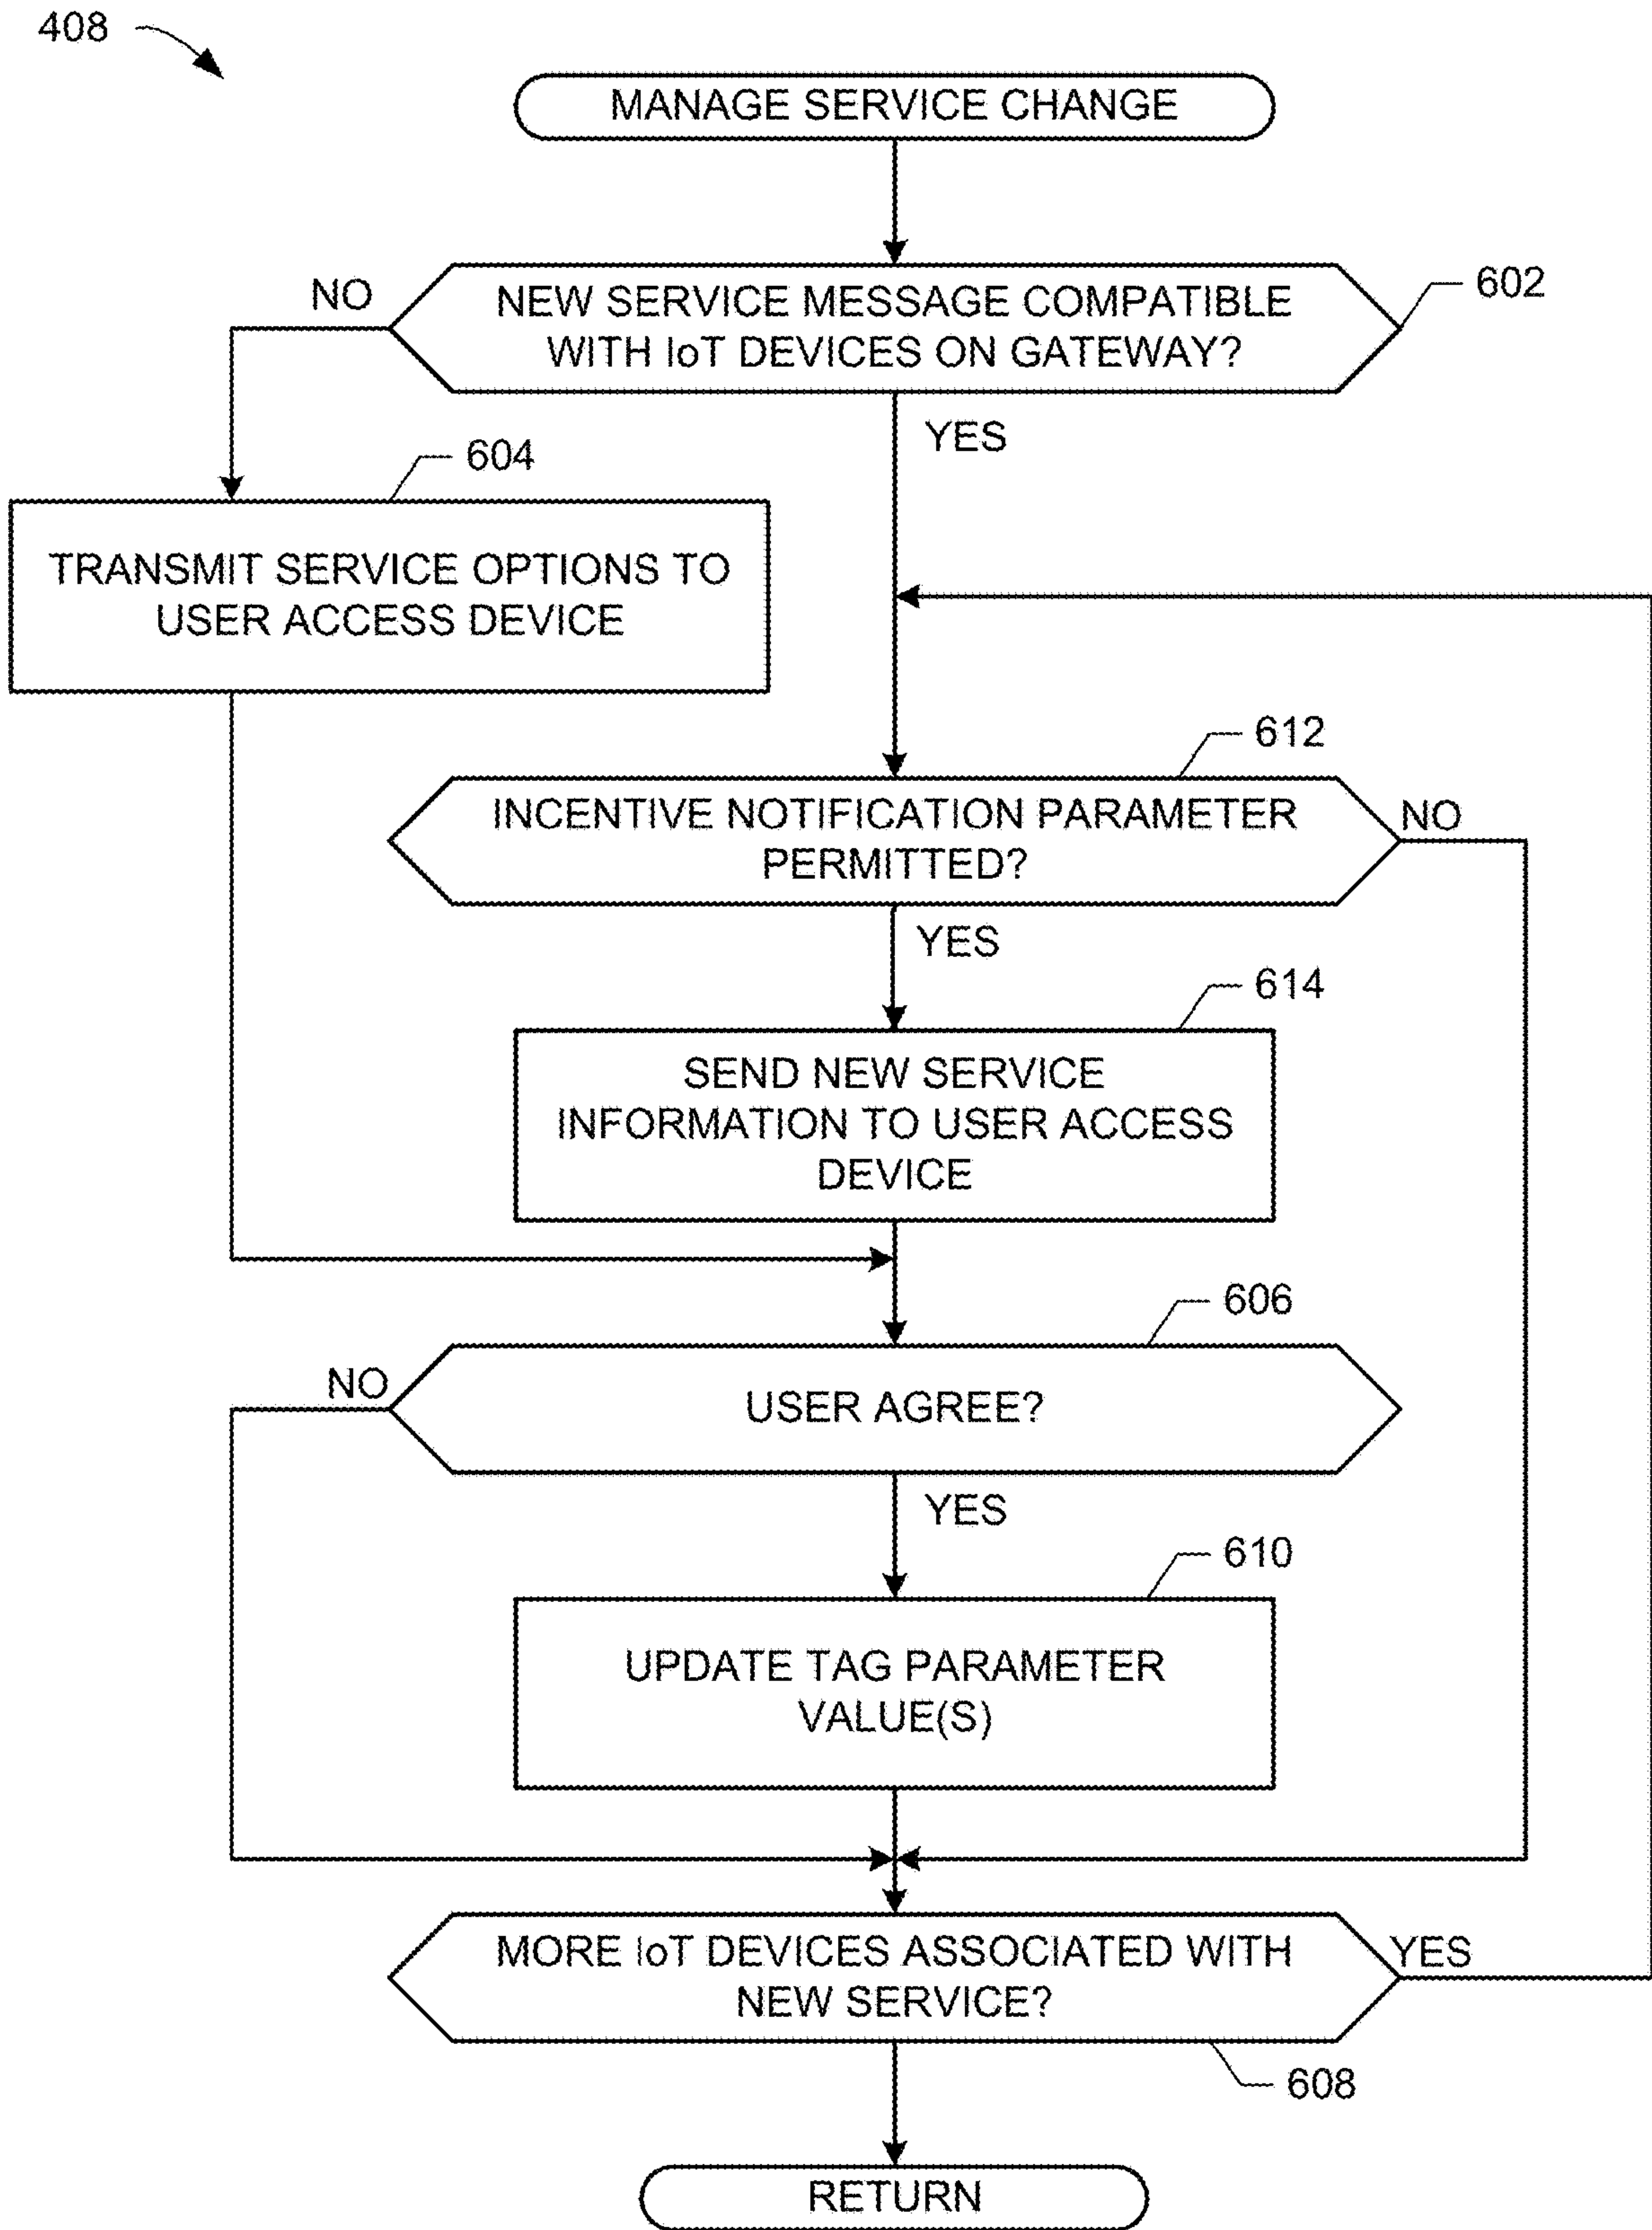 408
MANAGE SERVICE CHANGE
NO
NEW SERVICE MESSAGE COMPATIBLE
WITH IoT DEVICES ON GATEWAY?
602
YES
604
TRANSMIT SERVICE OPTIONS TO
USER ACCESS DEVICE
612
INCENTIVE NOTIFICATION PARAMETER
PERMITTED?
NO
YES
614
SEND NEW SERVICE
INFORMATION TO USER ACCESS
DEVICE
606
NO
USER AGREE?
YES
610
UPDATE TAG PARAMETER
VALUE(S)
MORE IoT DEVICES ASSOCIATED WITH
NEW SERVICE?
YES
608
RETURN